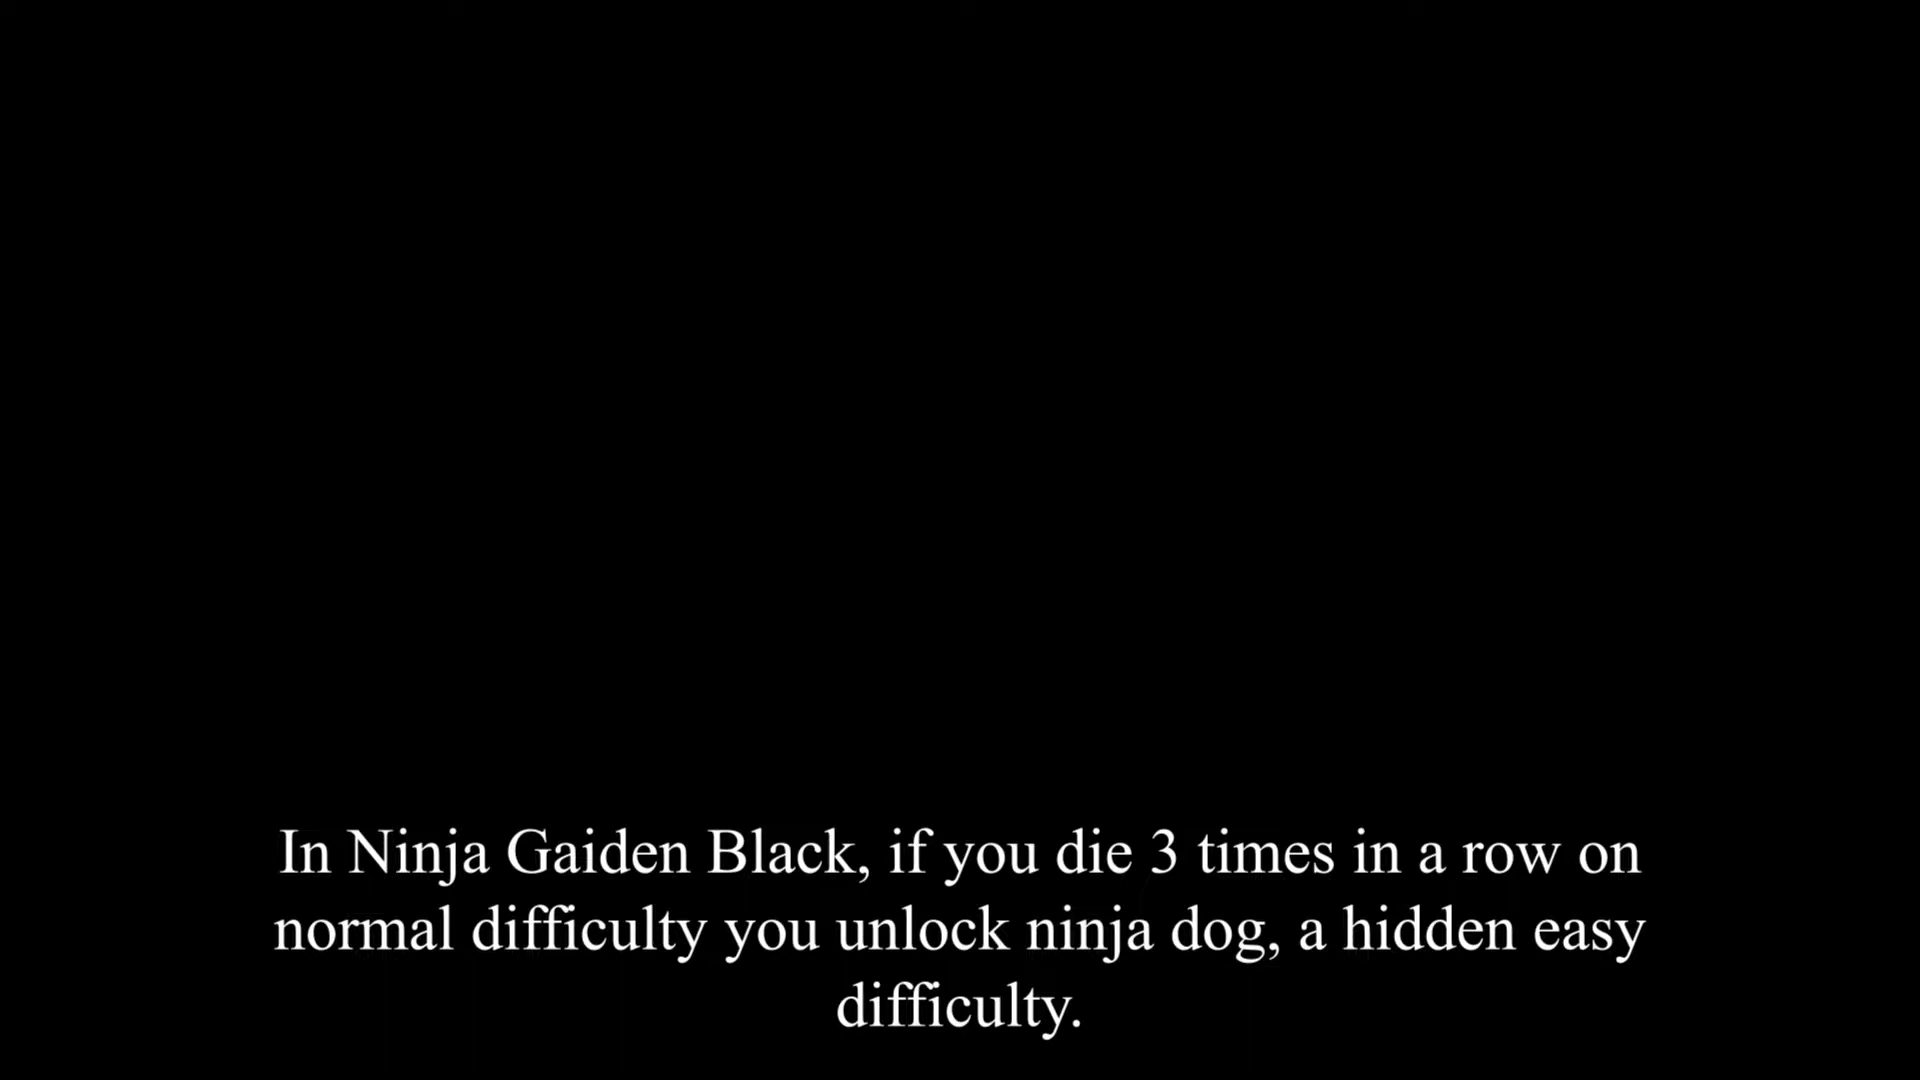 In Ninja Gaiden Black, if you die 3 times in a row on
normal difficulty you unlock ninja dog, a hidden easy
difficulty.